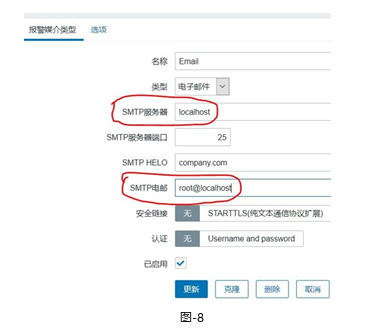 报警媒介类型 选项
名称 Email
类型 电子邮件
SMTP服务器 localhost
SMTP服务器端口 25
SMTP HELO company.com
SMTP电邮 root@localhost
安全链接 无 STARTTLS(纯文本通信协议扩展)
认证 无 Username and password
已启用
更新 克隆 删除 取消
图-8